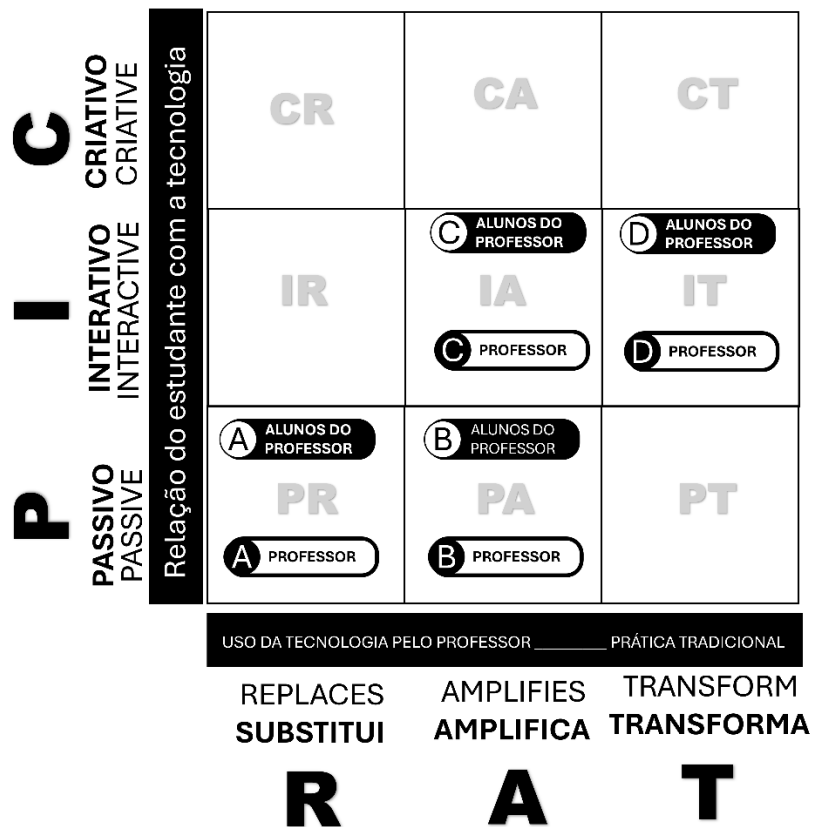 C
CRIATIVO
CRIATIVE
I
INTERATIVO
INTERACTIVE
P
PASSIVO
PASSIVE
Relação do estudante com a tecnologia
CR
CA
CT
C ALUNOS DO
PROFESSOR
D ALUNOS DO
PROFESSOR
IR
IA
IT
C PROFESSOR
D PROFESSOR
A ALUNOS DO
PROFESSOR
B ALUNOS DO
PROFESSOR
PR
PA
PT
A PROFESSOR
B PROFESSOR
USO DA TECNOLOGIA PELO PROFESSOR ________ PRÁTICA TRADICIONAL
REPLACES
SUBSTITUI
AMPLIFIES
AMPLIFICA
TRANSFORM
TRANSFORMA
R
A
T